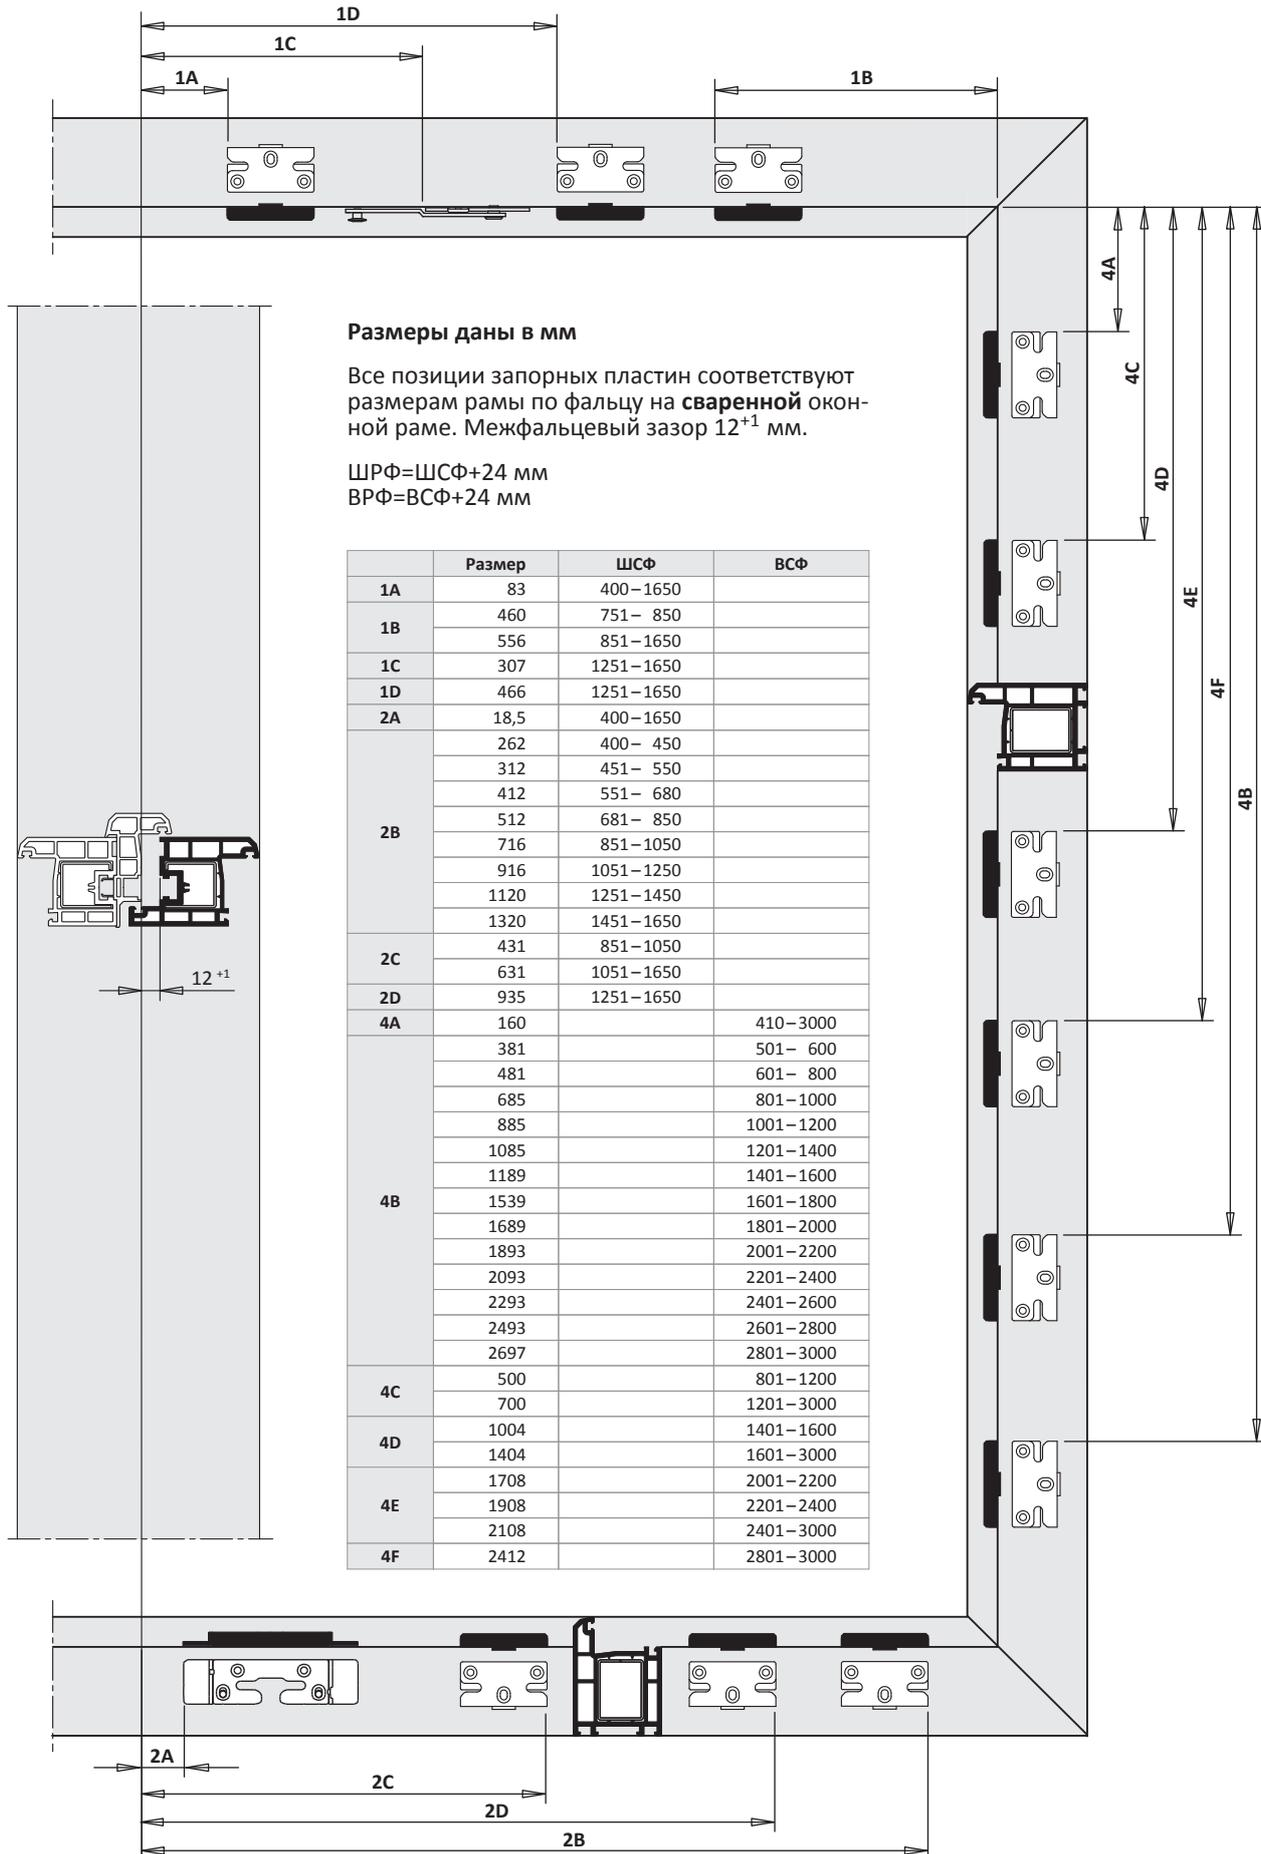 1D
1C
1A
1B
4A
4C
4D
4E
4F
4B
Размеры даны в мм
Все позиции запорных пластин соответствуют
размерам рамы по фальцу на сваренной окон-
ной раме. Межфальцевый зазор 12+1 мм.
ШРФ=ШСФ+24 мм
ВРФ=ВСФ+24 мм
Размер ШСФ ВСФ
1A 83 400–1650
1B 460 751– 850
556 851–1650
1C 307 1251–1650
1D 466 1251–1650
2A 18,5 400–1650
2B 262 400– 450
312 451– 550
412 551– 680
512 681– 850
716 851–1050
916 1051–1250
1120 1251–1450
1320 1451–1650
2C 431 851–1050
631 1051–1650
2D 935 1251–1650
4A 160 410–3000
4B 381 501– 600
481 601– 800
685 801–1000
885 1001–1200
1085 1201–1400
1189 1401–1600
1539 1601–1800
1689 1801–2000
1893 2001–2200
2093 2201–2400
2293 2401–2600
2493 2601–2800
2697 2801–3000
4C 500 801–1200
700 1201–3000
4D 1004 1401–1600
1404 1601–3000
4E 1708 2001–2200
1908 2201–2400
2108 2401–3000
4F 2412 2801–3000
12 +1
2A
2C
2D
2B